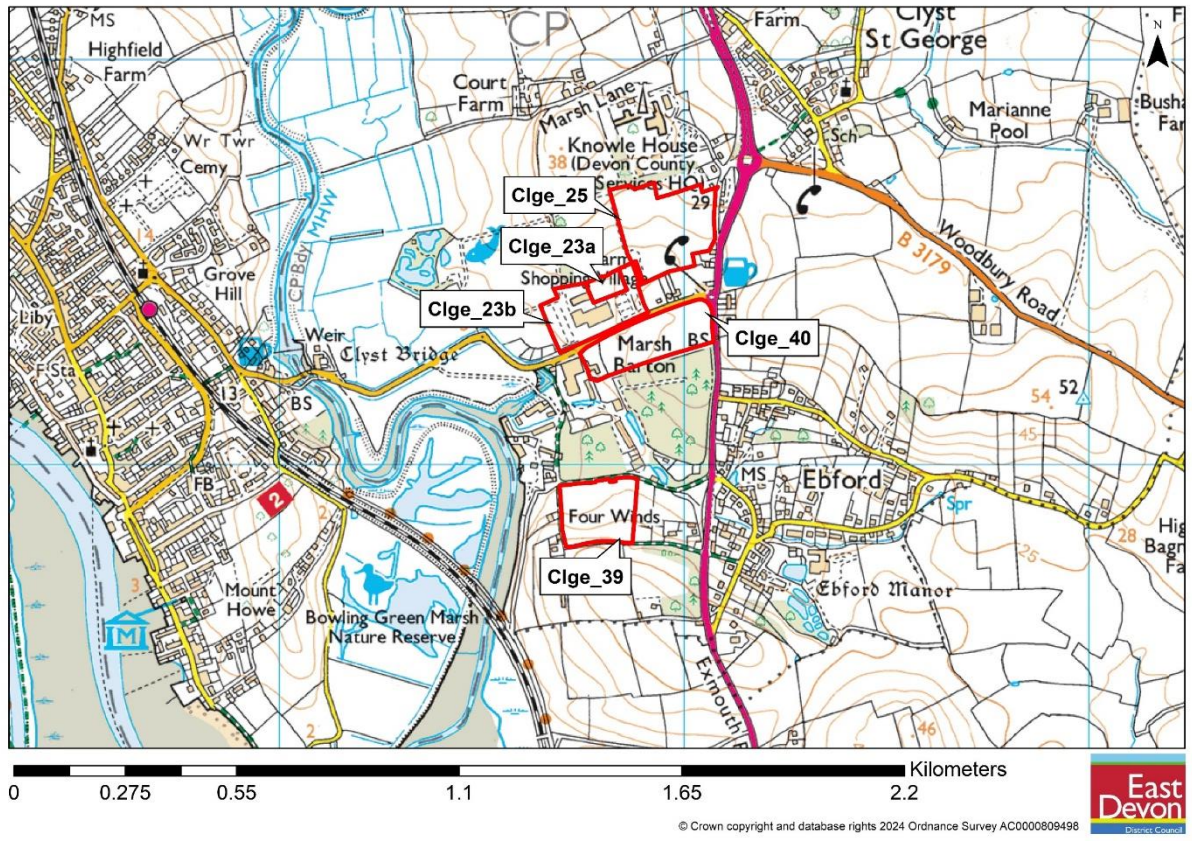 MS
Highfield
Farm
CP
Farm
Clyst
St George
N
F
Court
Farm
Marsh Lane
Marianne
Pool
Busha
Far
Wr Twr
Cemy
38
Knowle House
(Devon County
Services HQ)
Sch
Clge_25
29
14
CP Bdy
MHW
Clge_23a
Farm
Shopping Village
B 3179
Woodbury Road
Grove
Hill
Clge_23b
Liby
Weir
Clyst Bridge
Clge_40
Marsh
Barton
BS
F Sta
13
BS
52
54
45
FB
2
2
MS
Ebford
Spr
Four Winds
28
Hig
Bagm
Fa
25
Clge_39
3
Mount
Howe
M
Bowling Green Marsh
Nature Reserve
Ebford Manor
Exmouth R
2
46
Kilometers
0 0.275 0.55 1.1 1.65 2.2
East
Devon
District Council
© Crown copyright and database rights 2024 Ordnance Survey AC0000809498